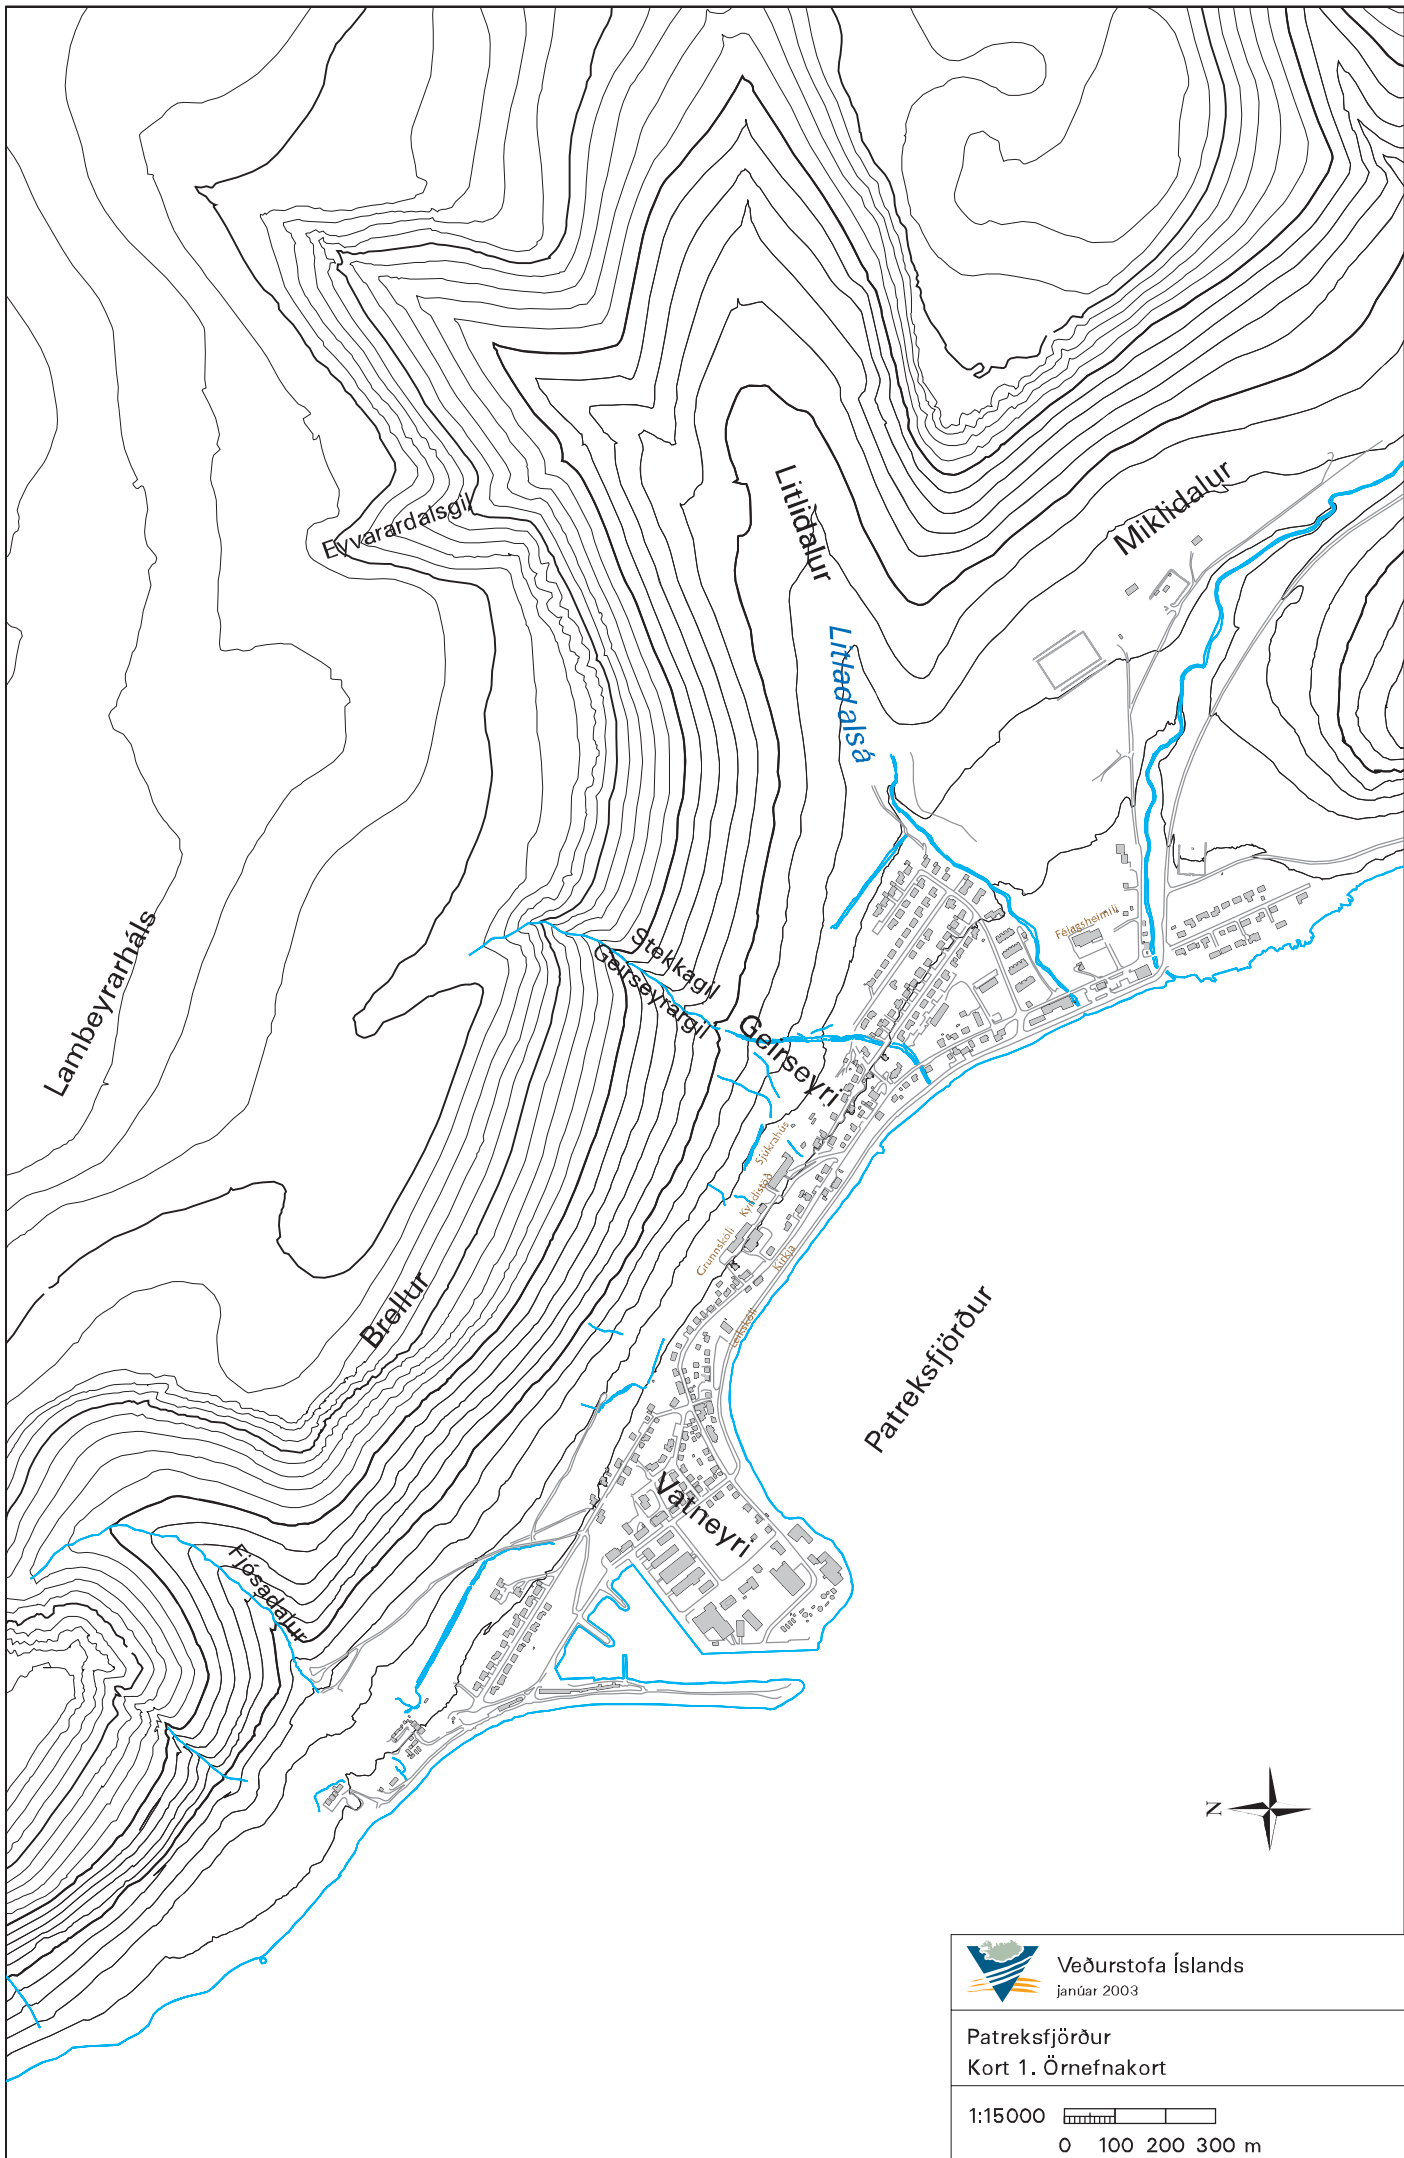 Eyvarardalsgil
Litlidalur
Miklidalur
Litladalsá
Lambeyrarháls
Stekkagil
Geirseyrargil
Geirseyri
Félagsheimili
Sjúkrahús
Kyndistöð
Grunnskóli
Kirkja
Leikskóli
Brellur
Patreksfjörður
Vatneyri
Fjósadalur
N
Veðurstofa Íslands
janúar 2003
Patreksfjörður
Kort 1. Örnefnakort
1:15000
0 100 200 300 m